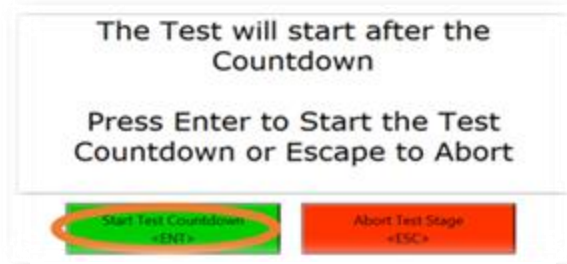 The Test will start after the
Countdown
Press Enter to Start the Test
Countdown or Escape to Abort
Start Test Countdown
<ENT>
Abort Test Stage
<ESC>